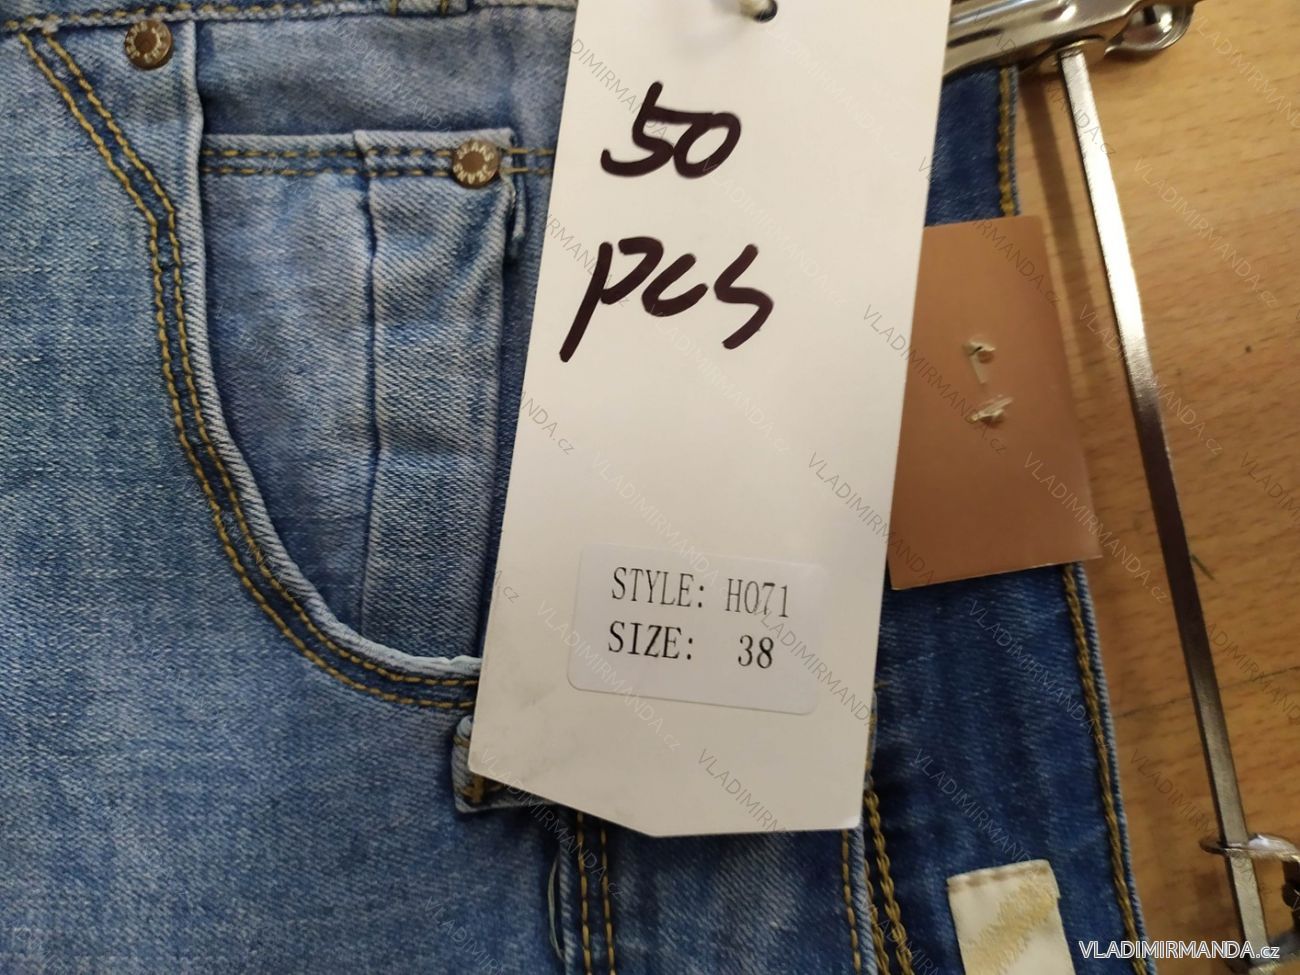 50
pcs
STYLE: H071
SIZE: 38
VLADIMIRMANDA.cz